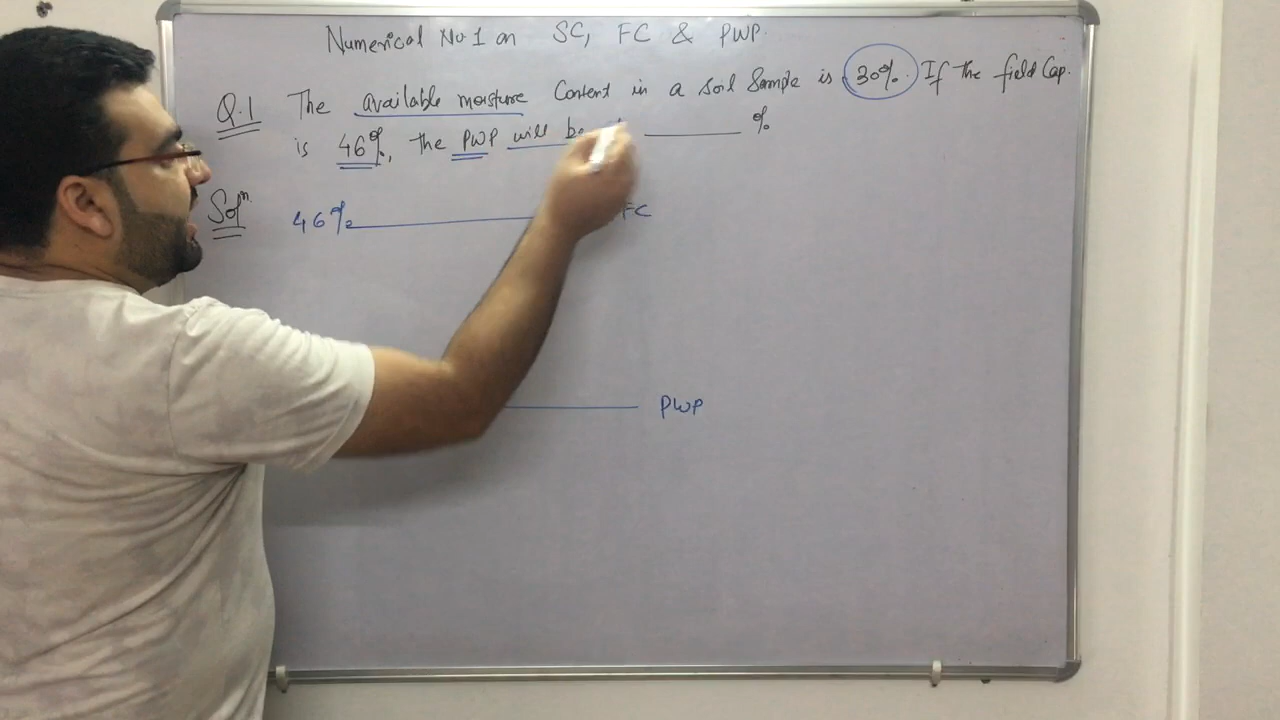 Numerical No 1 on SC, FC & PWP.
Q.1 The available moisture Content in a soil Sample is 30%. If the field Cap.
is 46%, the PWP will be %
Solⁿ.
46% FC
PWP